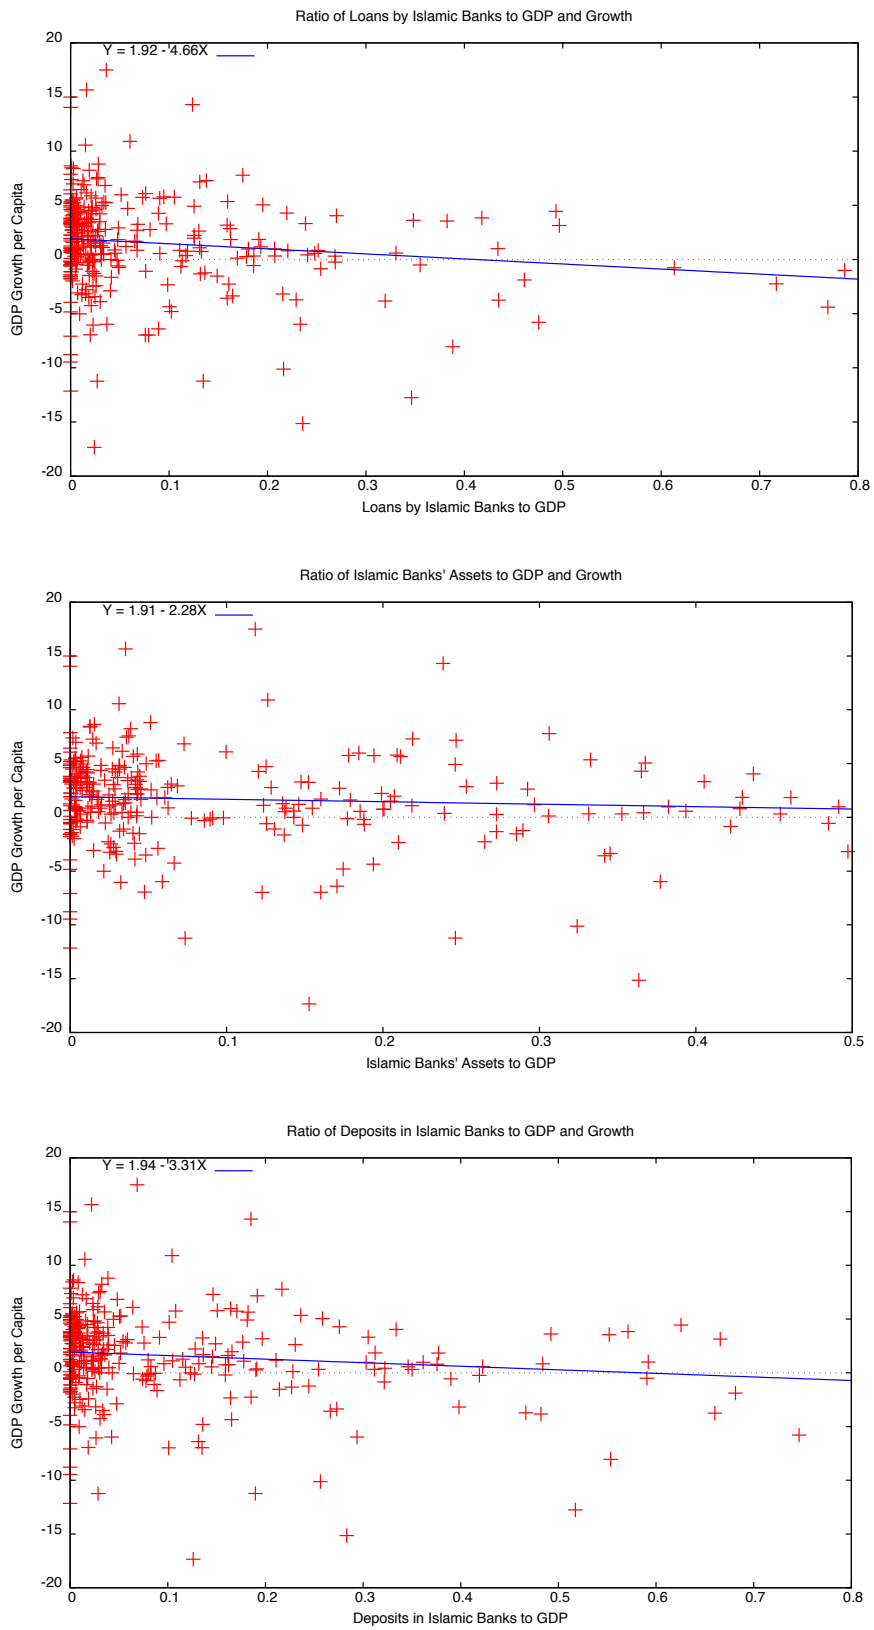 Ratio of Loans by Islamic Banks to GDP and Growth
Y = 1.92 - 4.66X
20
15
10
5
0
-5
-10
-15
-20
GDP Growth per Capita
0 0.1 0.2 0.3 0.4 0.5 0.6 0.7 0.8
Loans by Islamic Banks to GDP
Ratio of Islamic Banks' Assets to GDP and Growth
Y = 1.91 - 2.28X
20
15
10
5
0
-5
-10
-15
-20
GDP Growth per Capita
0 0.1 0.2 0.3 0.4 0.5
Islamic Banks' Assets to GDP
Ratio of Deposits in Islamic Banks to GDP and Growth
Y = 1.94 - 3.31X
20
15
10
5
0
-5
-10
-15
-20
GDP Growth per Capita
0 0.1 0.2 0.3 0.4 0.5 0.6 0.7 0.8
Deposits in Islamic Banks to GDP